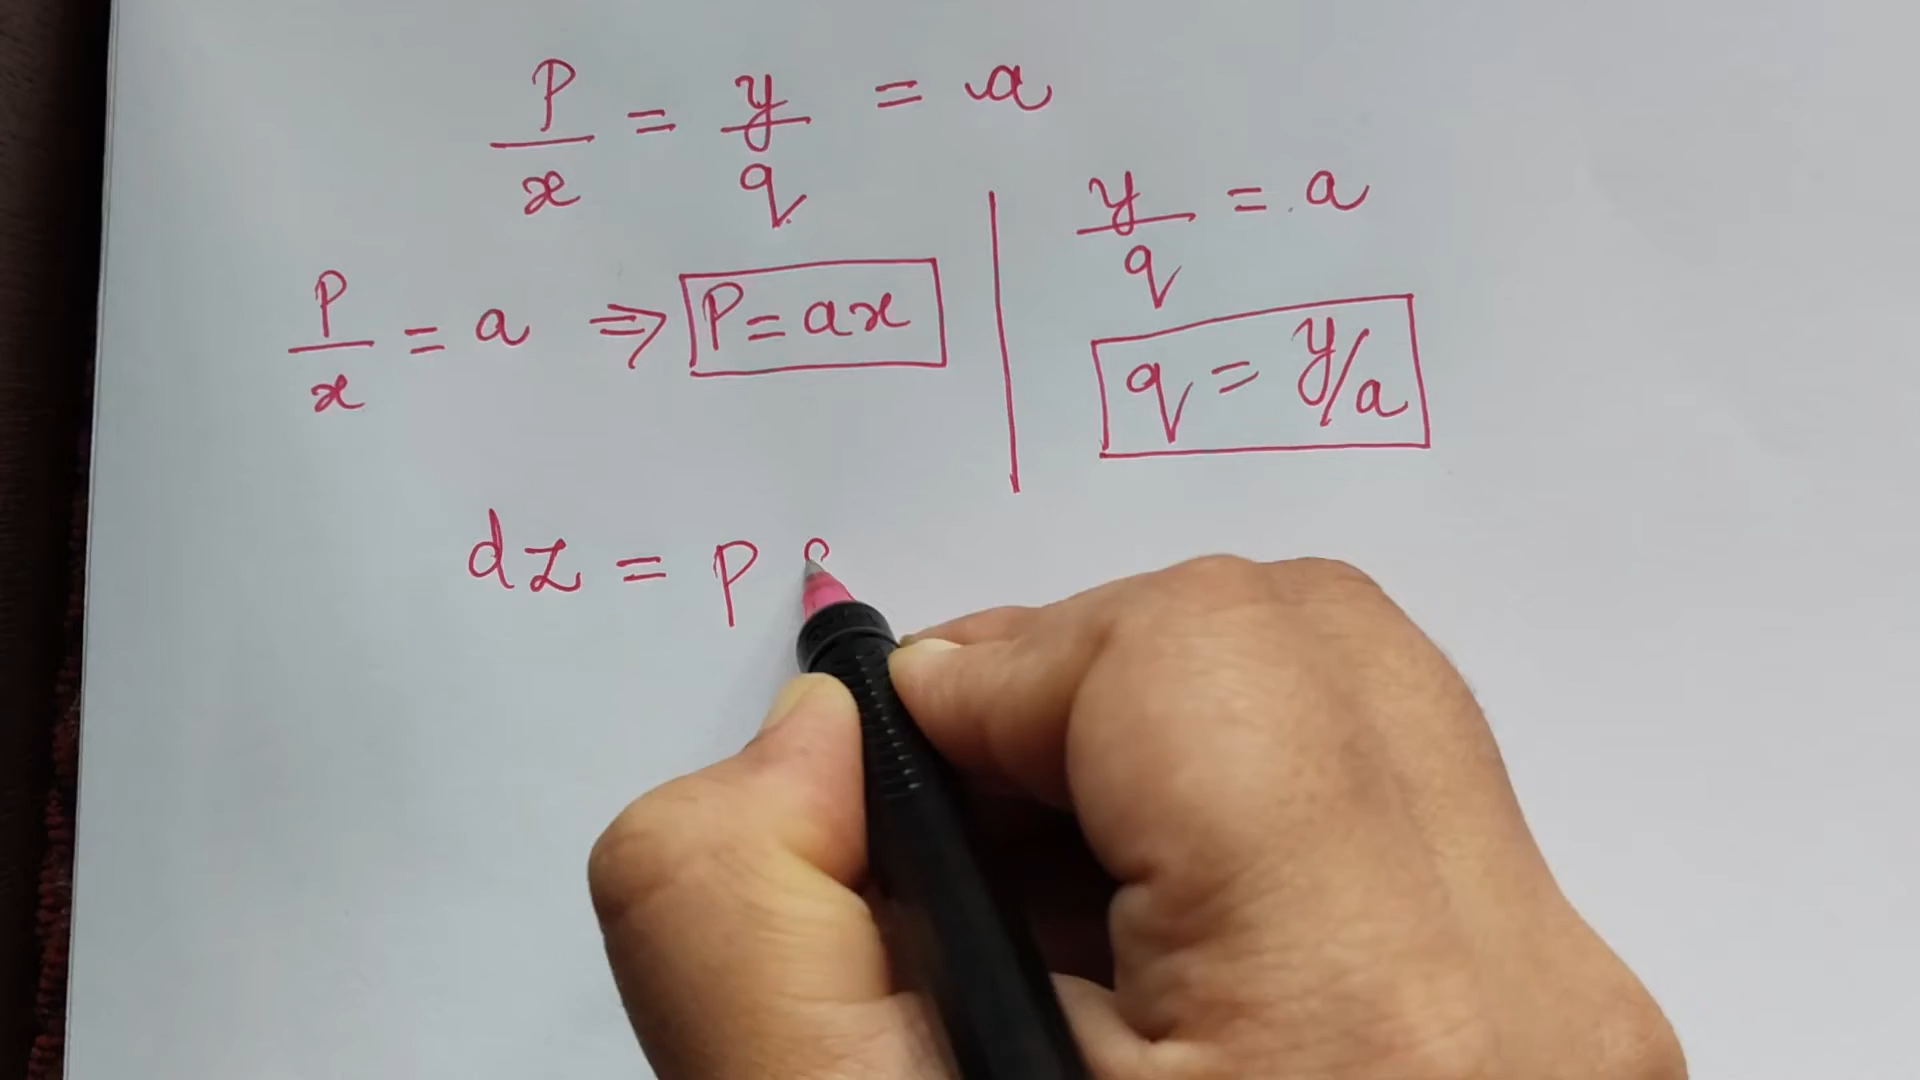 P/x = y/q = a
y/q = a
P/x = a ⇒ P = ax
q = y/a
dz = p